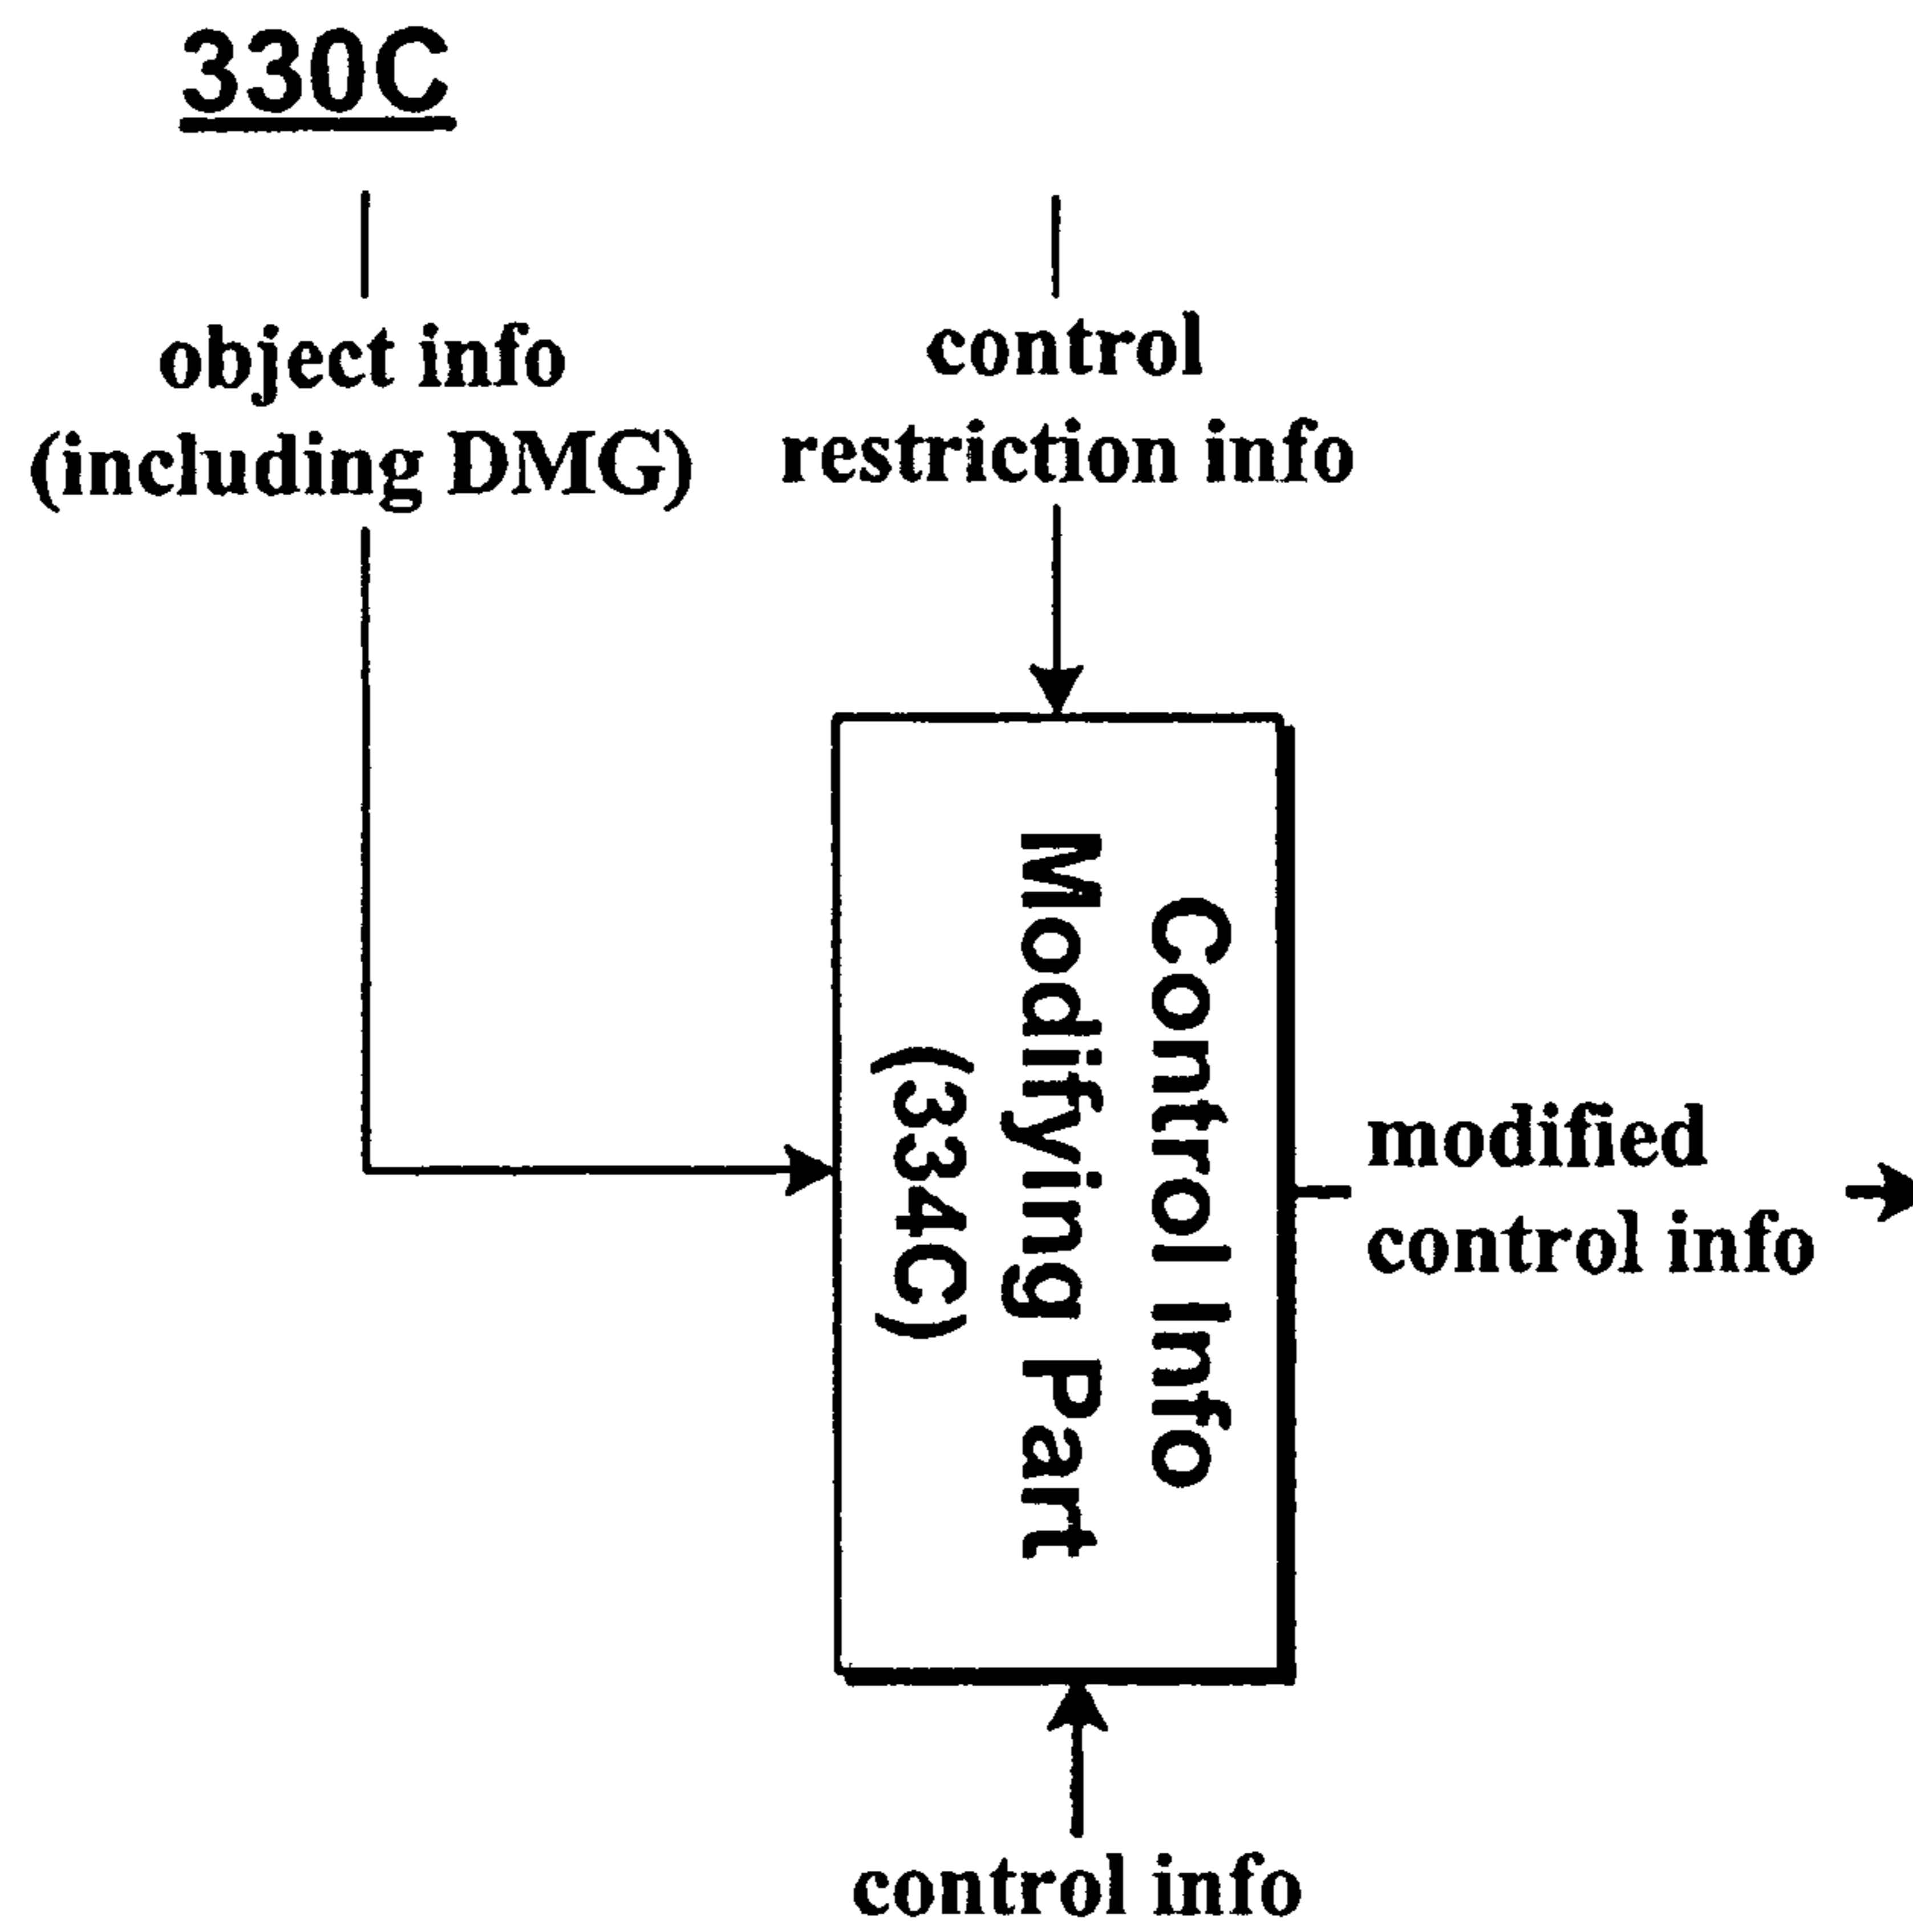 330C
object info
(including DMG)
control
restriction info
Control Info
Modifying Part
(334C)
modified
control info
control info